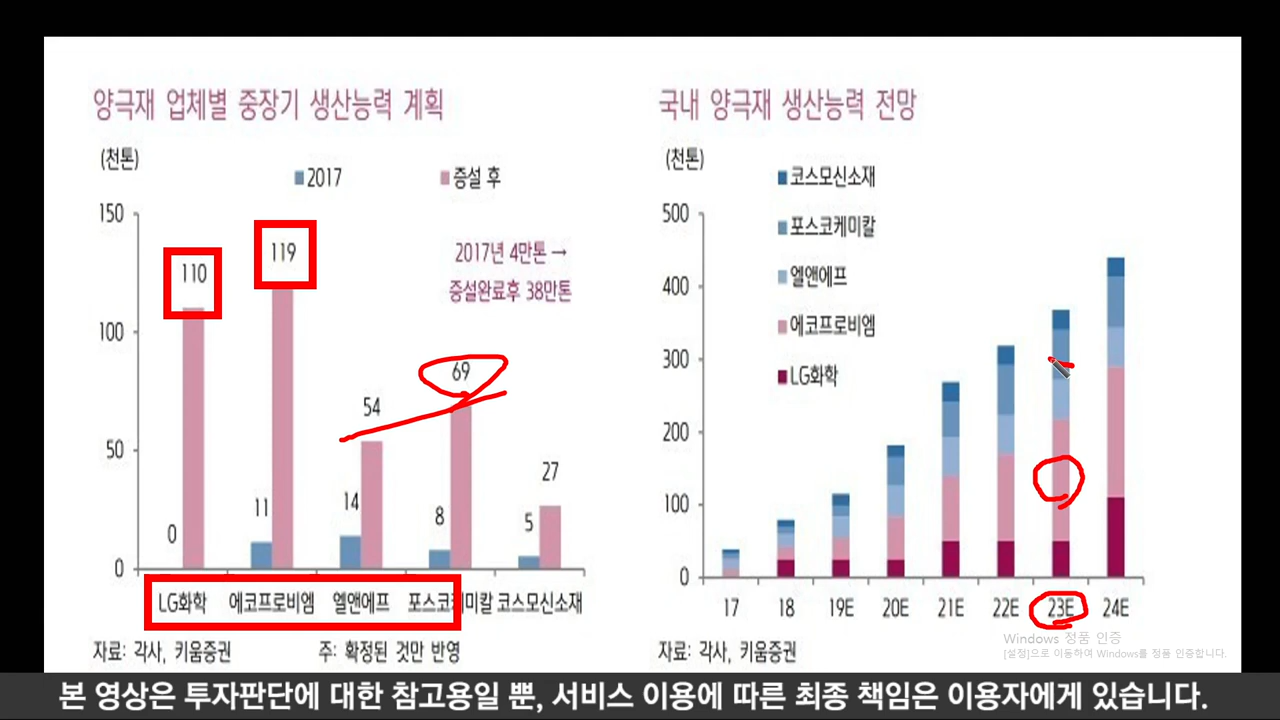 양극재 업체별 중장기 생산능력 계획
(천톤)
2017
증설 후
150
100
50
0
110
119
2017년 4만톤 →
증설완료후 38만톤
69
54
27
0
11
14
8
5
LG화학
에코프로비엠
엘앤에프
포스코케미칼
코스모신소재
자료: 각사, 키움증권
주: 확정된 것만 반영
국내 양극재 생산능력 전망
(천톤)
코스모신소재
포스코케미칼
엘앤에프
에코프로비엠
LG화학
500
400
300
200
100
0
17
18
19E
20E
21E
22E
23E
24E
자료: 각사, 키움증권
Windows 정품 인증
[설정]으로 이동하여 Windows를 정품 인증합니다.
본 영상은 투자판단에 대한 참고용일 뿐, 서비스 이용에 따른 최종 책임은 이용자에게 있습니다.